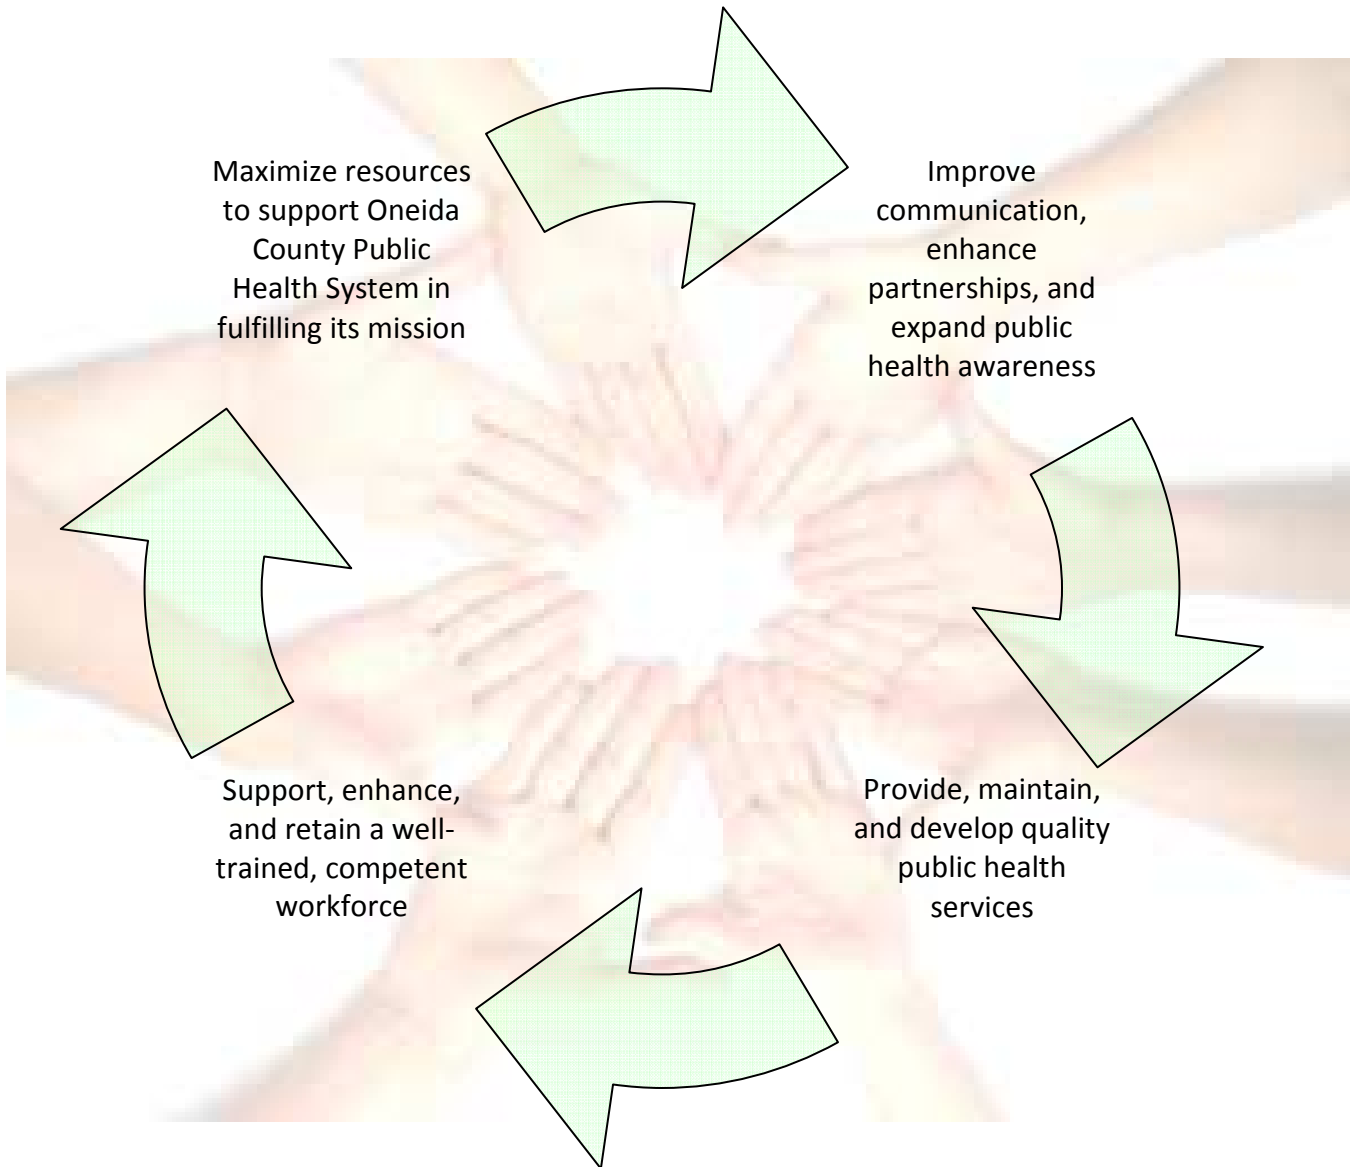 Maximize resources
to support Oneida
County Public
Health System in
fulfilling its mission
Improve
communication,
enhance
partnerships, and
expand public
health awareness
Support, enhance,
and retain a well-
trained, competent
workforce
Provide, maintain,
and develop quality
public health
services